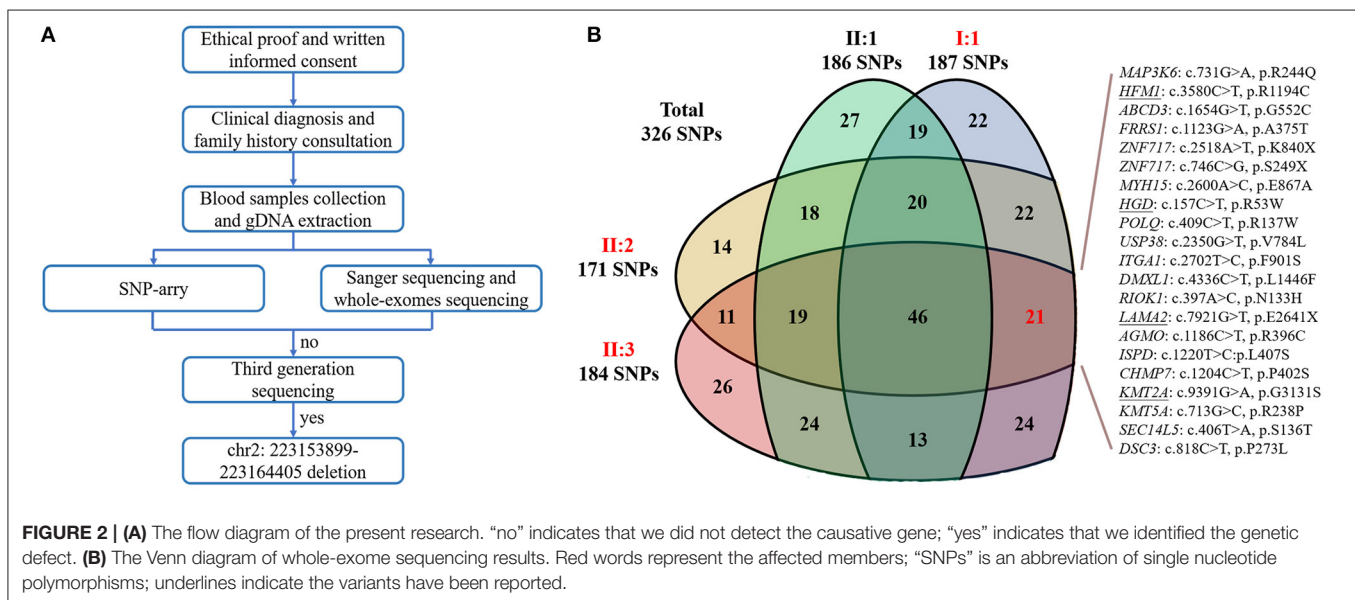 A
Ethical proof and written
informed consent
Clinical diagnosis and
family history consultation
Blood samples collection
and gDNA extraction
SNP-arry
Sanger sequencing and
whole-exomes sequencing
no
Third generation
sequencing
yes
chr2: 223153899-
223164405 deletion
B
II:1
186 SNPs
I:1
187 SNPs
Total
326 SNPs
II:2
171 SNPs
II:3
184 SNPs
27
19
22
18
20
22
14
11
19
46
21
26
24
13
24
MAP3K6: c.731G>A, p.R244Q
HFM1: c.3580C>T, p.R1194C
ABCD3: c.1654G>T, p.G552C
FRRS1: c.1123G>A, p.A375T
ZNF717: c.2518A>T, p.K840X
ZNF717: c.746C>G, p.S249X
MYH15: c.2600A>C, p.E867A
HGD: c.157C>T, p.R53W
POLQ: c.409C>T, p.R137W
USP38: c.2350G>T, p.V784L
ITGA1: c.2702T>C, p.F901S
DMXL1: c.4336C>T, p.L1446F
RIOK1: c.397A>C, p.N133H
LAMA2: c.7921G>T, p.E2641X
AGMO: c.1186C>T, p.R396C
ISPD: c.1220T>C:p.L407S
CHMP7: c.1204C>T, p.P402S
KMT2A: c.9391G>A, p.G3131S
KMT5A: c.713G>C, p.R238P
SEC14L5: c.406T>A, p.S136T
DSC3: c.818C>T, p.P273L
FIGURE 2 | (A) The flow diagram of the present research. “no” indicates that we did not detect the causative gene; “yes” indicates that we identified the genetic
defect. (B) The Venn diagram of whole-exome sequencing results. Red words represent the affected members; “SNPs” is an abbreviation of single nucleotide
polymorphisms; underlines indicate the variants have been reported.